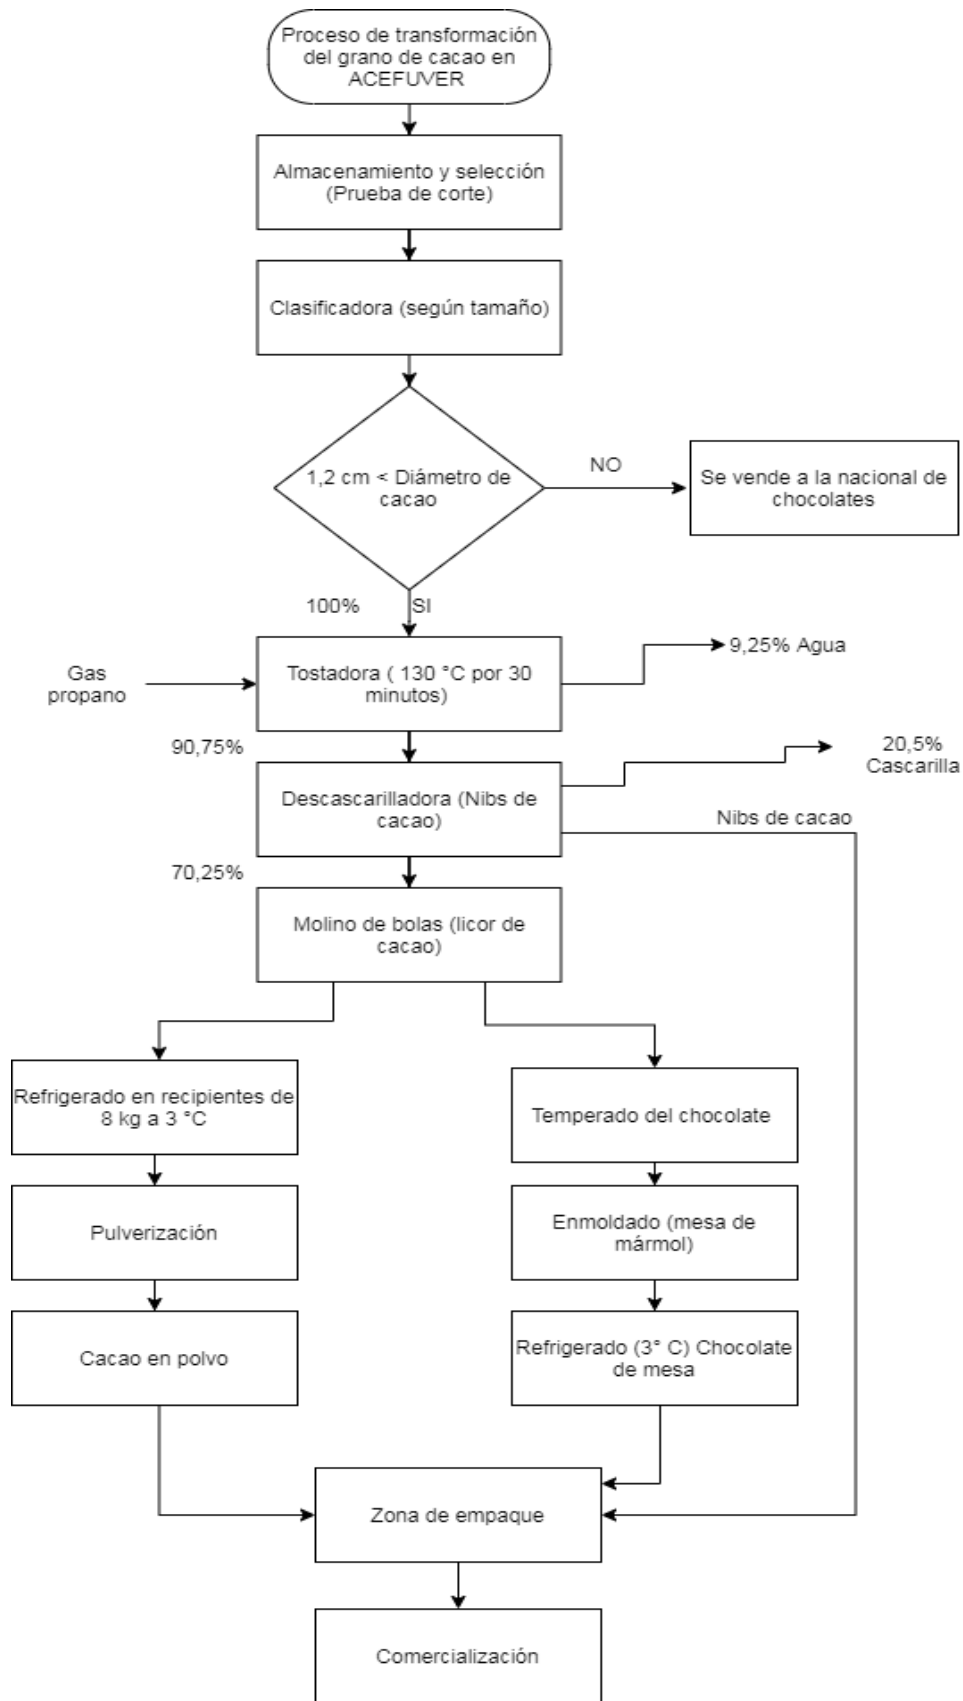 Proceso de transformación
del grano de cacao en
ACEFUVER
Almacenamiento y selección
(Prueba de corte)
Clasificadora (según tamaño)
1,2 cm < Diámetro de
cacao
NO
Se vende a la nacional de
chocolates
100%
SI
Gas
propano
Tostadora ( 130 °C por 30
minutos)
9,25% Agua
90,75%
20,5%
Cascarilla
Descascarilladora (Nibs de
cacao)
Nibs de cacao
70,25%
Molino de bolas (licor de
cacao)
Refrigerado en recipientes de
8 kg a 3 °C
Temperado del chocolate
Pulverización
Enmoldado (mesa de
mármol)
Cacao en polvo
Refrigerado (3° C) Chocolate
de mesa
Zona de empaque
Comercialización